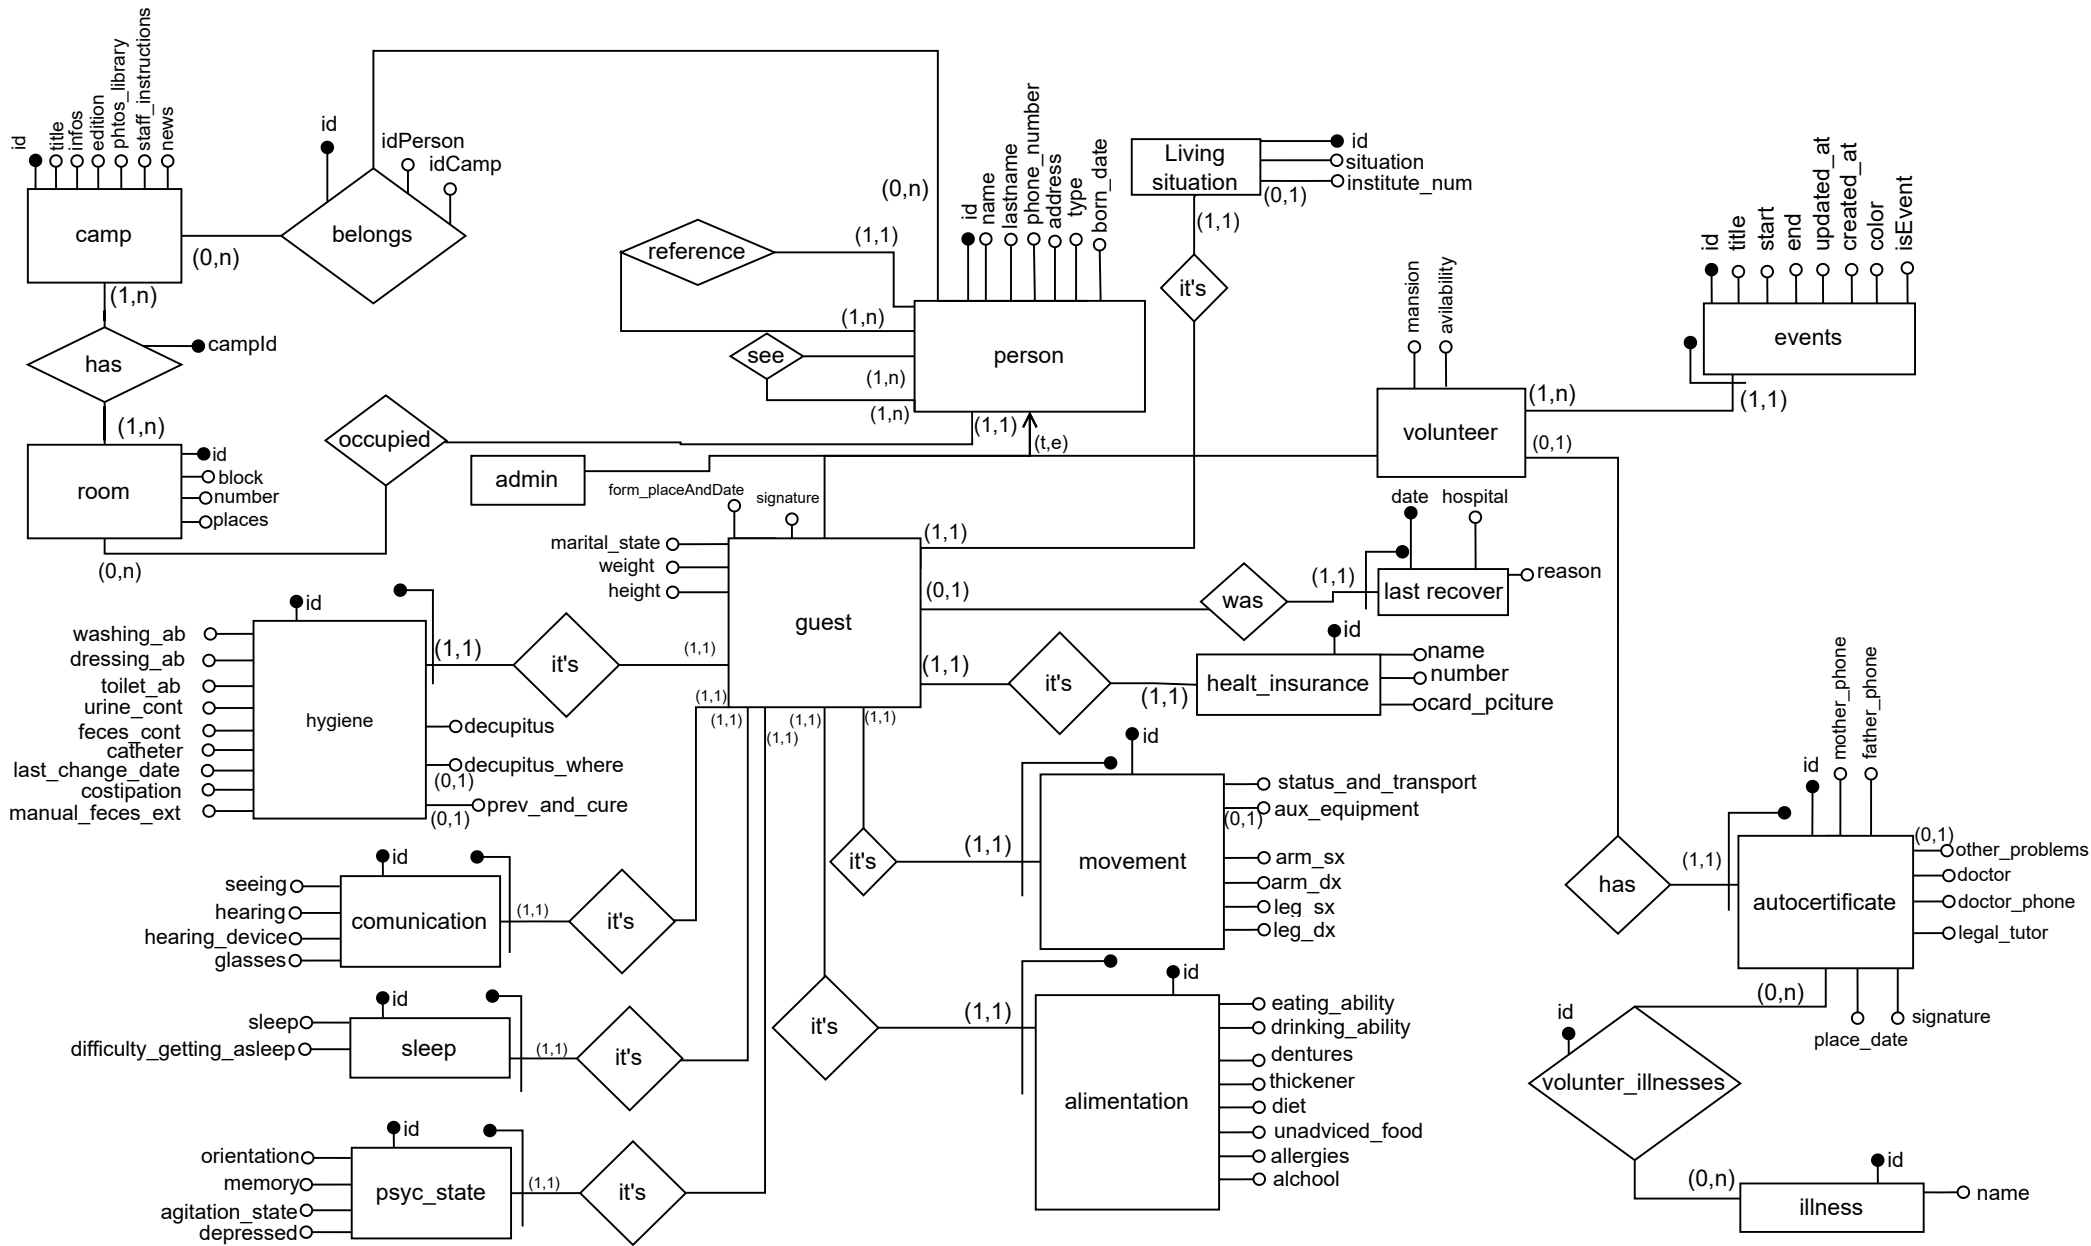 id
title
infos
edition
phtos_library
staff_instructions
news
camp
(0,n)
(1,n)
id
idPerson
idCamp
belongs
has
campId
(1,n)
room
id
block
number
places
(0,n)
occupied
(0,n)
reference
(1,1)
(1,n)
see
(1,n)
(1,n)
id
name
lastname
phone_number
address
type
born_date
person
(1,1)
(t,e)
admin
Living
situation
id
situation
institute_num
(0,1)
(1,1)
it's
mansion
avilability
volunteer
(1,n)
(0,1)
id
title
start
end
updated_at
created_at
color
isEvent
events
(1,1)
form_placeAndDate
signature
marital_state
weight
height
guest
(1,1)
(0,1)
(1,1)
(1,1)
(1,1)
(1,1)
(1,1)
(1,1)
(1,1)
was
(1,1)
date
hospital
last recover
reason
it's
(1,1)
id
healt_insurance
name
number
card_pciture
id
washing_ab
dressing_ab
toilet_ab
urine_cont
feces_cont
catheter
last_change_date
costipation
manual_feces_ext
hygiene
(1,1)
it's
decupitus
decupitus_where
(0,1)
prev_and_cure
(0,1)
id
seeing
hearing
hearing_device
glasses
comunication
(1,1)
it's
id
sleep
difficulty_getting_asleep
sleep
(1,1)
it's
id
orientation
memory
agitation_state
depressed
psyc_state
(1,1)
it's
it's
(1,1)
id
movement
status_and_transport
aux_equipment
(0,1)
arm_sx
arm_dx
leg_sx
leg_dx
it's
(1,1)
id
alimentation
eating_ability
drinking_ability
dentures
thickener
diet
unadviced_food
allergies
alchool
has
(1,1)
id
mother_phone
father_phone
autocertificate
(0,1)
other_problems
doctor
doctor_phone
legal_tutor
(0,n)
place_date
signature
id
volunter_illnesses
(0,n)
id
illness
name